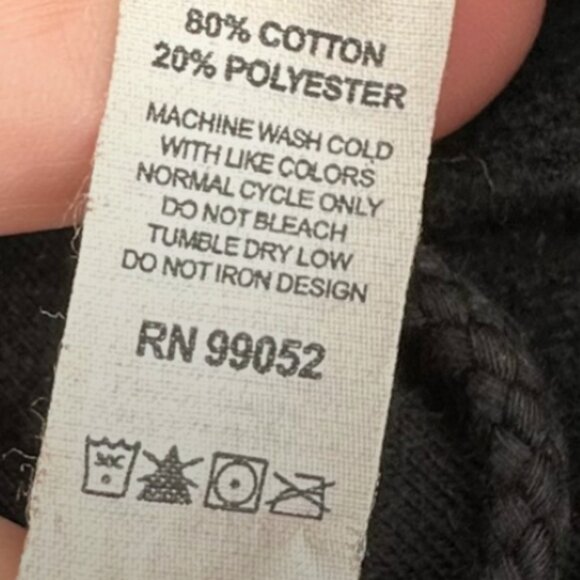 80% COTTON
20% POLYESTER
MACHINE WASH COLD
WITH LIKE COLORS
NORMAL CYCLE ONLY
DO NOT BLEACH
TUMBLE DRY LOW
DO NOT IRON DESIGN
RN 99052